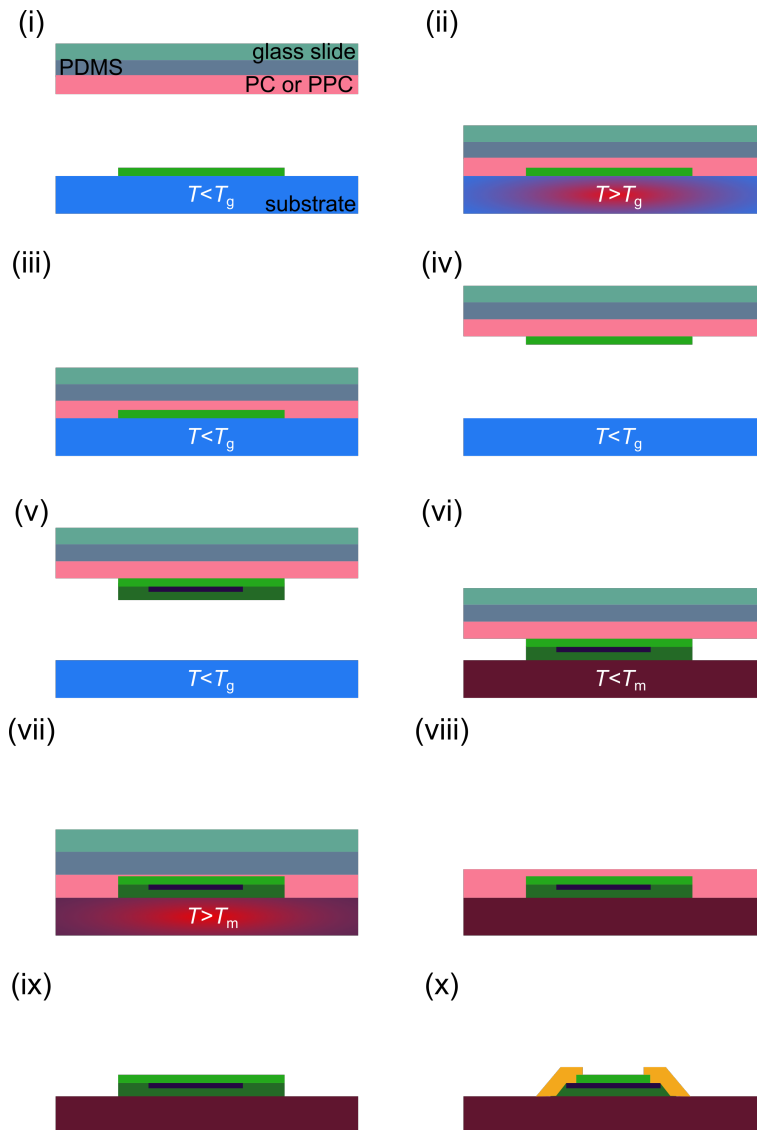 (i)
glass slide
PDMS
PC or PPC
T<Tg
substrate
(ii)
T>Tg
(iii)
T<Tg
(iv)
T<Tg
(v)
T<Tg
(vi)
T<Tm
(vii)
T>Tm
(viii)
(ix)
(x)